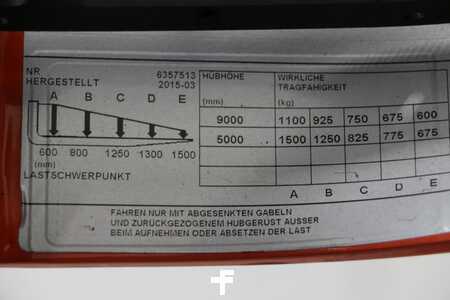 NR 6357513
HERGESTELLT 2015-03
A B C D E
600 800 1250 1300 1500
(mm)
LASTSCHWERPUNKT
HUBHÖHE WIRKLICHE
TRAGFAHIGKEIT
(mm) (kg)
9000 1100 925 750 675 600
5000 1500 1250 825 775 675
A B C D E
FAHREN NUR MIT ABGESENKTEN GABELN
UND ZURÜCKGEZOGENEM HUBGERÜST AUSSER
BEIM AUFNEHMEN ODER ABSETZEN DER LAST